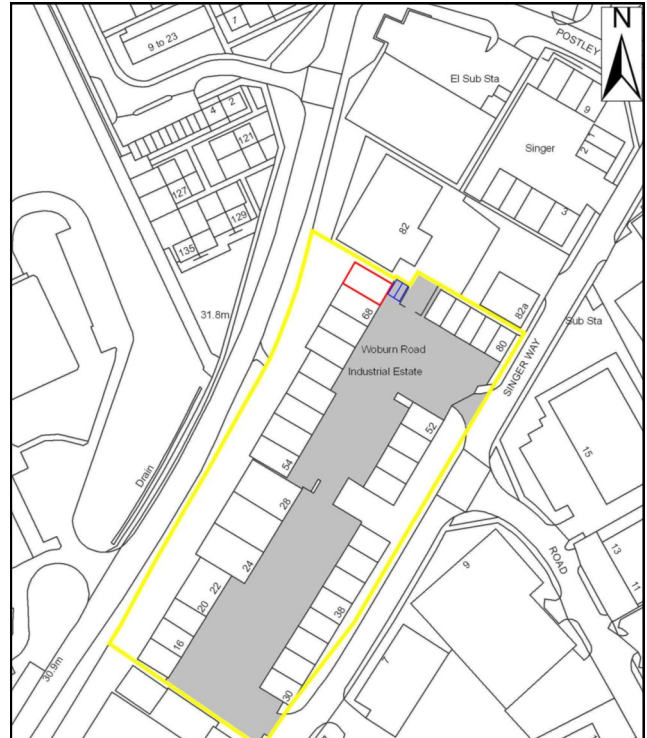 N
POSTLEY
7
9 to 23
El Sub Sta
4
2
9
121
Singer
1
2
127
3
129
82
135
31.8m
68
82a
Sub Sta
80
Woburn Road
Industrial Estate
SINGER WAY
52
15
54
Drain
28
ROAD
13
9
24
11
22
20
38
16
7
30.9m
30